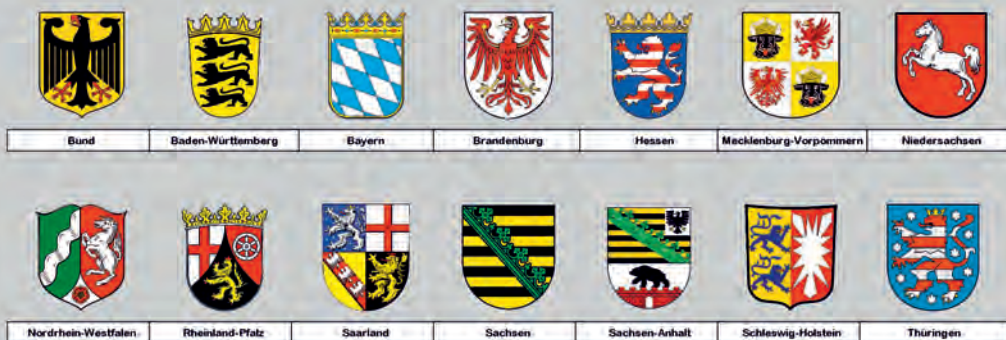 Bund
Baden-Württemberg
Bayern
Brandenburg
Hessen
Mecklenburg-Vorpommern
Niedersachsen
Nordrhein-Westfalen
Rheinland-Pfalz
Saarland
Sachsen
Sachsen-Anhalt
Schleswig-Holstein
Thüringen